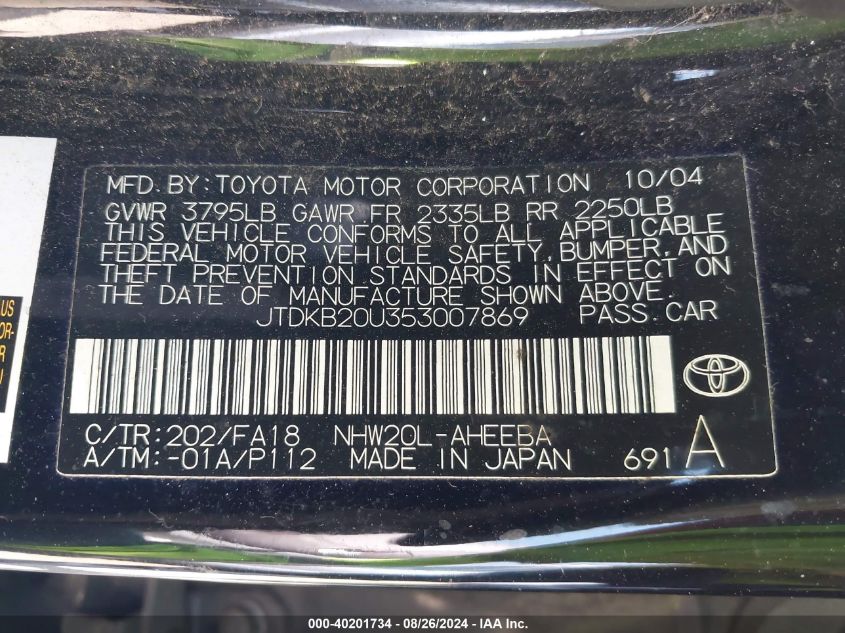 MFD.BY:TOYOTA MOTOR CORPORATION 10/04
GVWR 3795LB GAWR FR 2335LB RR 2250LB
THIS VEHICLE CONFORMS TO ALL APPLICABLE
FEDERAL MOTOR VEHICLE SAFETY,BUMPER,AND
THEFT PREVENTION STANDARDS IN EFFECT ON
THE DATE OF MANUFACTURE SHOWN ABOVE.
JTDKB20U353007869 PASS.CAR
C/TR:202/FA18 NHW20L-AHEEBA
A/TM:-01A/P112 MADE IN JAPAN 691 A
US
OR-
R
000-40201734 - 08/26/2024 - IAA Inc.